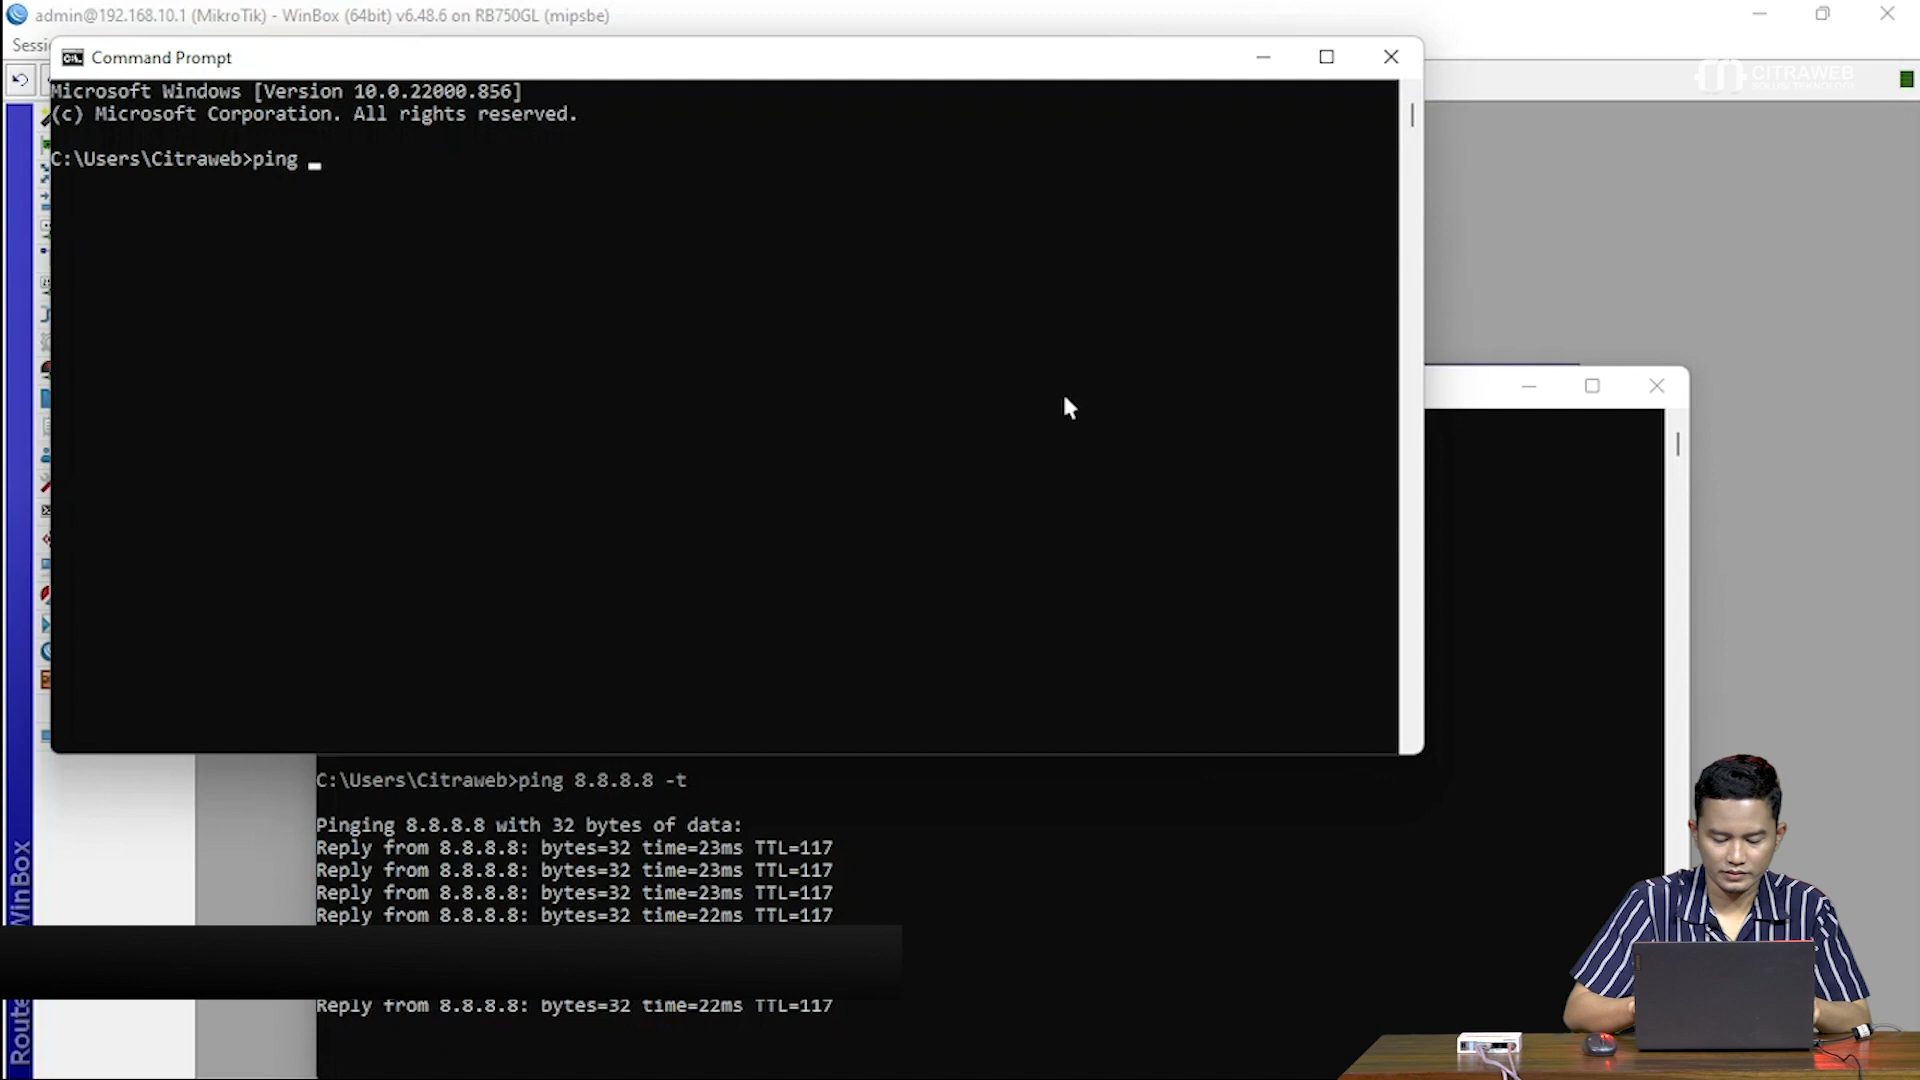 admin@192.168.10.1 (MikroTik) - WinBox (64bit) v6.48.6 on RB750GL (mipsbe)
Sessi
Command Prompt
CITRAWEB
Microsoft Windows [Version 10.0.22000.856]
(c) Microsoft Corporation. All rights reserved.
C:\Users\Citraweb>ping
C:\Users\Citraweb>ping 8.8.8.8 -t
Pinging 8.8.8.8 with 32 bytes of data:
Reply from 8.8.8.8: bytes=32 time=23ms TTL=117
Reply from 8.8.8.8: bytes=32 time=23ms TTL=117
Reply from 8.8.8.8: bytes=32 time=23ms TTL=117
Reply from 8.8.8.8: bytes=32 time=22ms TTL=117
Reply from 8.8.8.8: bytes=32 time=22ms TTL=117
Route
WinBox